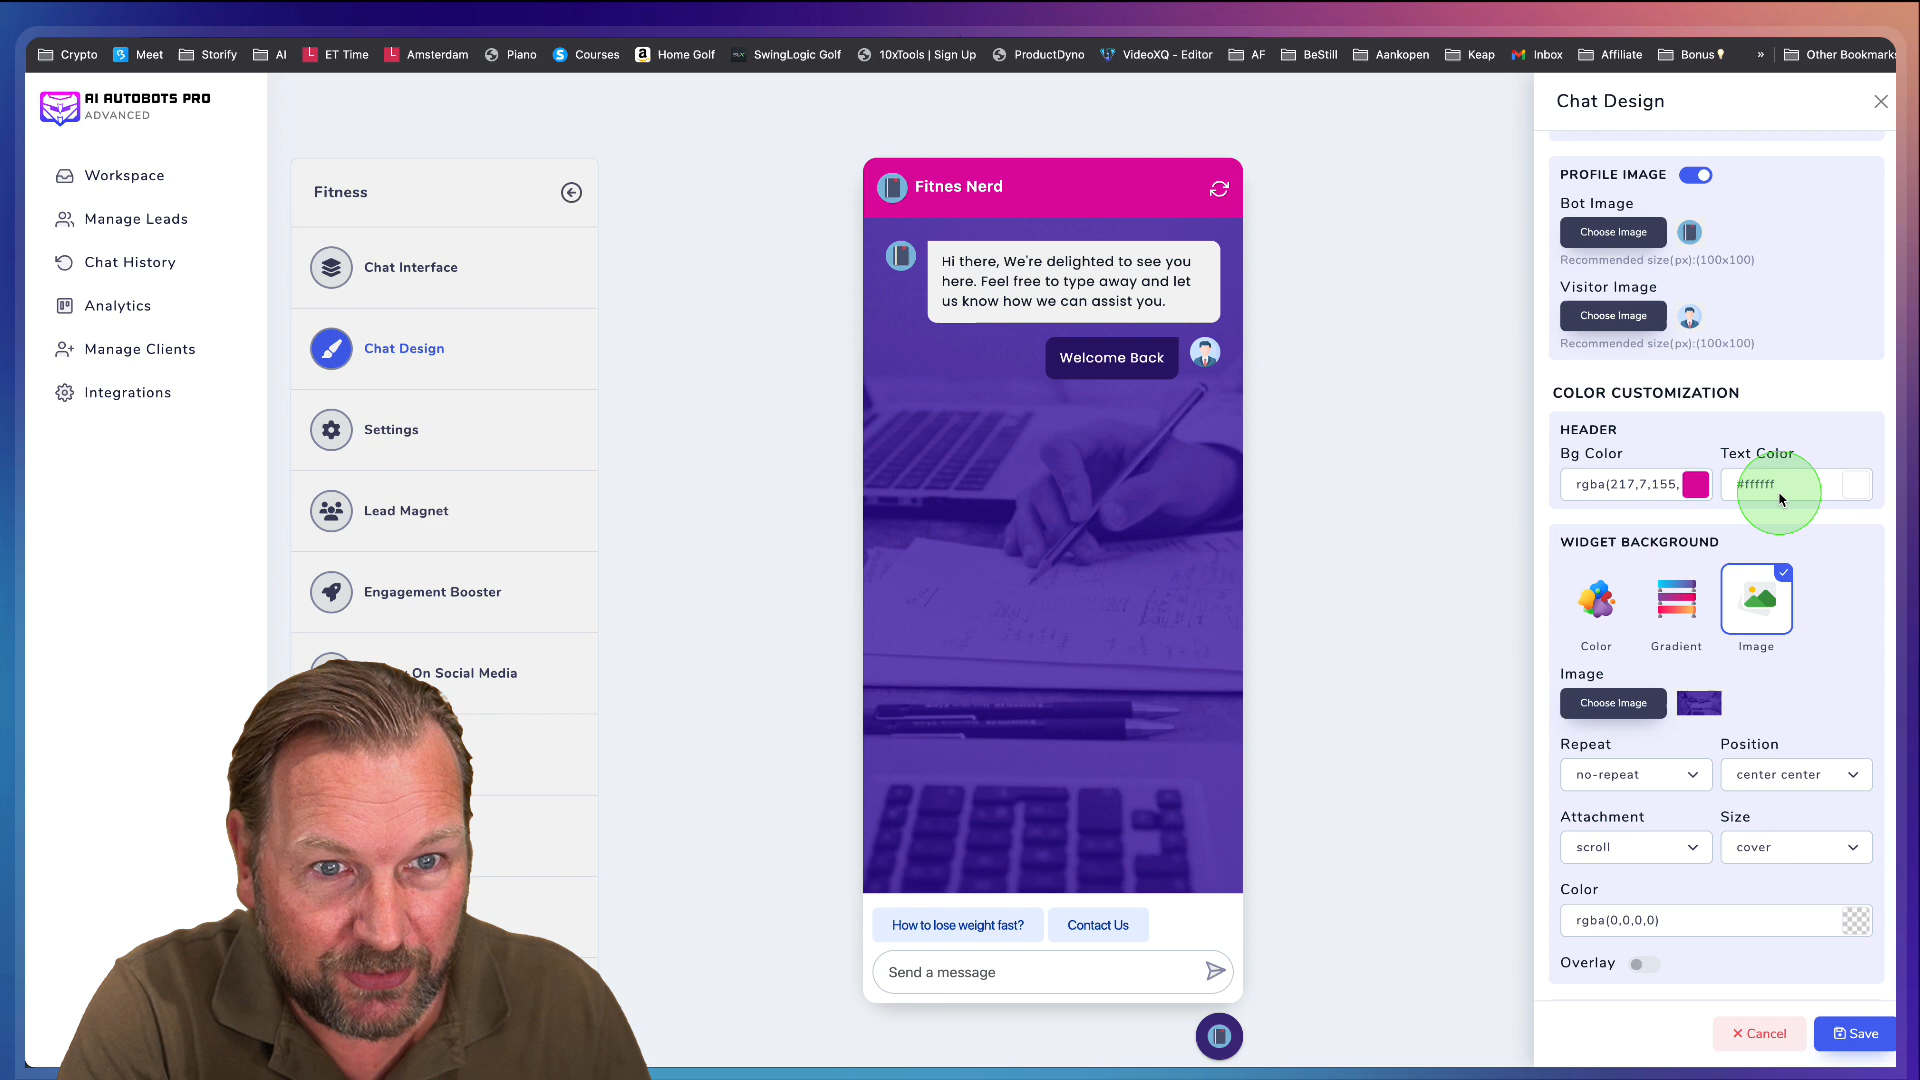 Crypto
Meet
Storify
AI
ET Time
Amsterdam
Piano
Courses
Home Golf
SwingLogic Golf
10xTools | Sign Up
ProductDyno
VideoXQ - Editor
AF
BeStill
Aankopen
Keap
Inbox
Affiliate
Bonus
»
Other Bookmarks
AI AUTOBOTS PRO
ADVANCED
Workspace
Manage Leads
Chat History
Analytics
Manage Clients
Integrations
Fitness
Chat Interface
Chat Design
Settings
Lead Magnet
Engagement Booster
On Social Media
Fitnes Nerd
Hi there, We're delighted to see you
here. Feel free to type away and let
us know how we can assist you.
Welcome Back
How to lose weight fast?
Contact Us
Send a message
Chat Design
PROFILE IMAGE
Bot Image
Choose Image
Recommended size(px):(100x100)
Visitor Image
Choose Image
Recommended size(px):(100x100)
COLOR CUSTOMIZATION
HEADER
Bg Color
Text Color
rgba(217,7,155,
#ffffff
WIDGET BACKGROUND
Color
Gradient
Image
Image
Choose Image
Repeat
Position
no-repeat
center center
Attachment
Size
scroll
cover
Color
rgba(0,0,0,0)
Overlay
Cancel
Save